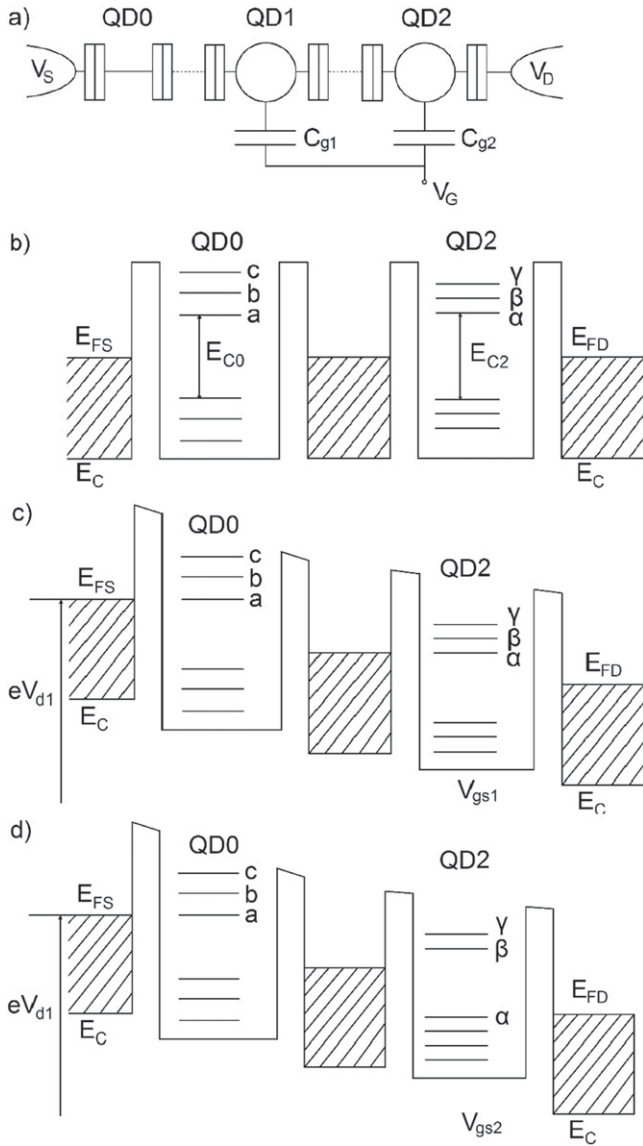 a)
QD0 QD1 QD2
V_S V_D
C_g1 C_g2
V_G
b)
QD0 QD2
c γ
b β
a α
E_FS E_FD
E_C0 E_C2
E_C E_C
c)
QD0
c
E_FS b QD2
a γ
β
α
E_FD
eV_d1
E_C
V_gs1 E_C
d)
QD0
c QD2
E_FS b
a γ
β
eV_d1 α E_FD
E_C
V_gs2 E_C